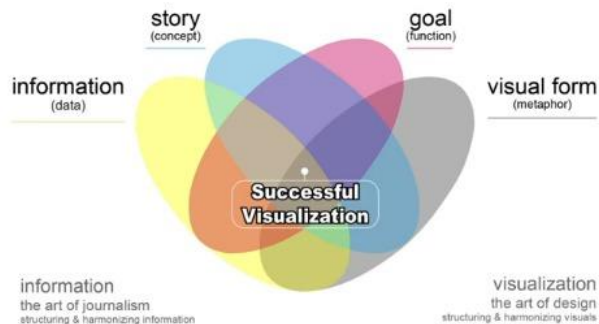 story
(concept)
goal
(function)
information
(data)
visual form
(metaphor)
Successful
Visualization
information
the art of journalism
structuring & harmonizing information
visualization
the art of design
structuring & harmonizing visuals